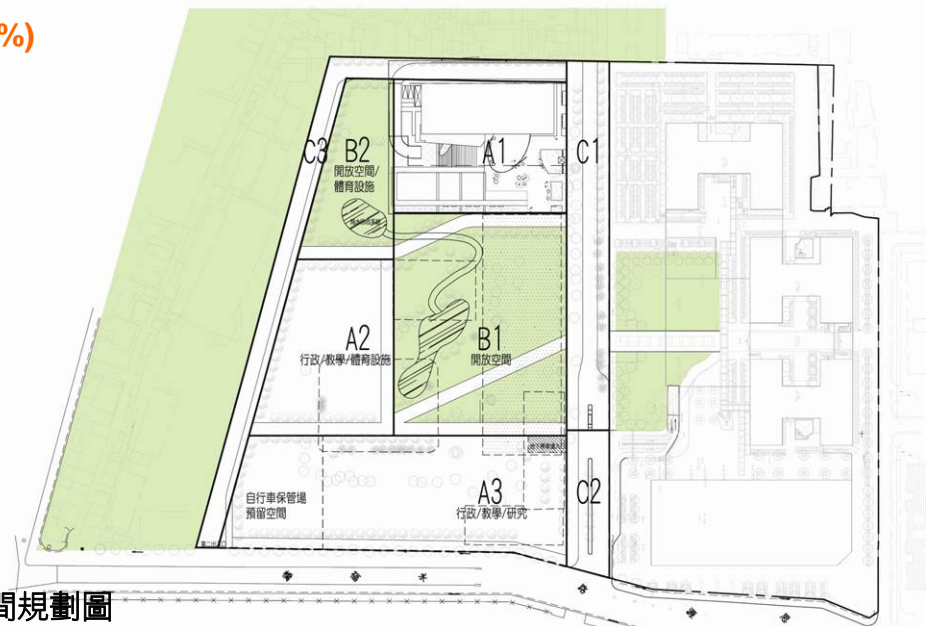 %)
C3
B2
開放空間/
體育設施
A1
C1
A2
行政/教學/體育設施
B1
開放空間
自行車保管場
預留空間
A3
行政/教學/研究
C2
間規劃圖